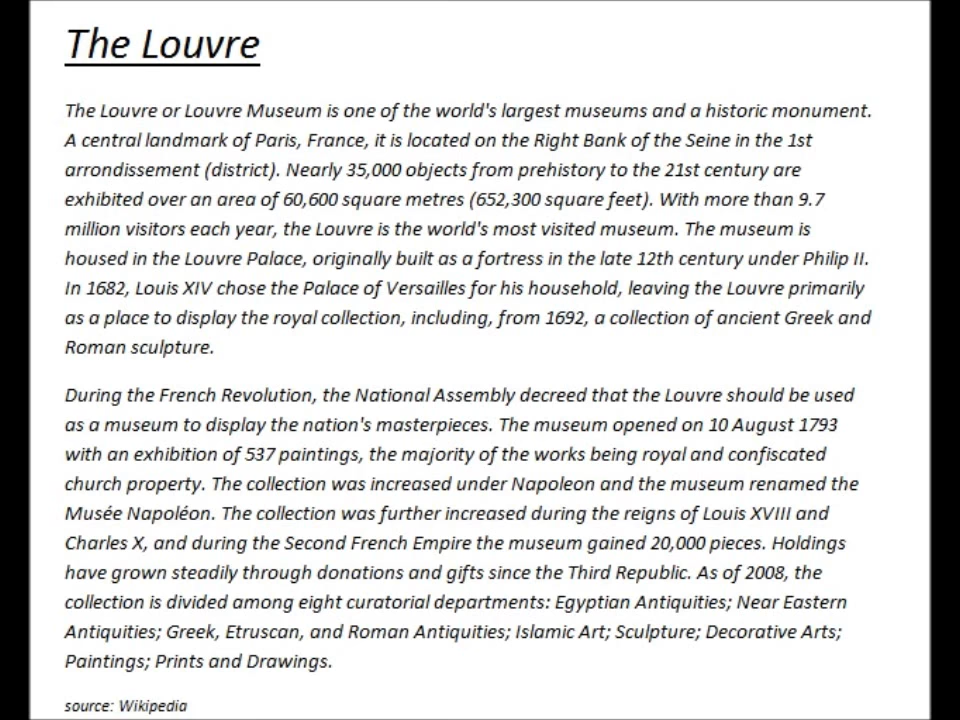 The Louvre
The Louvre or Louvre Museum is one of the world's largest museums and a historic monument.
A central landmark of Paris, France, it is located on the Right Bank of the Seine in the 1st
arrondissement (district). Nearly 35,000 objects from prehistory to the 21st century are
exhibited over an area of 60,600 square metres (652,300 square feet). With more than 9.7
million visitors each year, the Louvre is the world's most visited museum. The museum is
housed in the Louvre Palace, originally built as a fortress in the late 12th century under Philip II.
In 1682, Louis XIV chose the Palace of Versailles for his household, leaving the Louvre primarily
as a place to display the royal collection, including, from 1692, a collection of ancient Greek and
Roman sculpture.
During the French Revolution, the National Assembly decreed that the Louvre should be used
as a museum to display the nation's masterpieces. The museum opened on 10 August 1793
with an exhibition of 537 paintings, the majority of the works being royal and confiscated
church property. The collection was increased under Napoleon and the museum renamed the
Musée Napoléon. The collection was further increased during the reigns of Louis XVIII and
Charles X, and during the Second French Empire the museum gained 20,000 pieces. Holdings
have grown steadily through donations and gifts since the Third Republic. As of 2008, the
collection is divided among eight curatorial departments: Egyptian Antiquities; Near Eastern
Antiquities; Greek, Etruscan, and Roman Antiquities; Islamic Art; Sculpture; Decorative Arts;
Paintings; Prints and Drawings.
source: Wikipedia